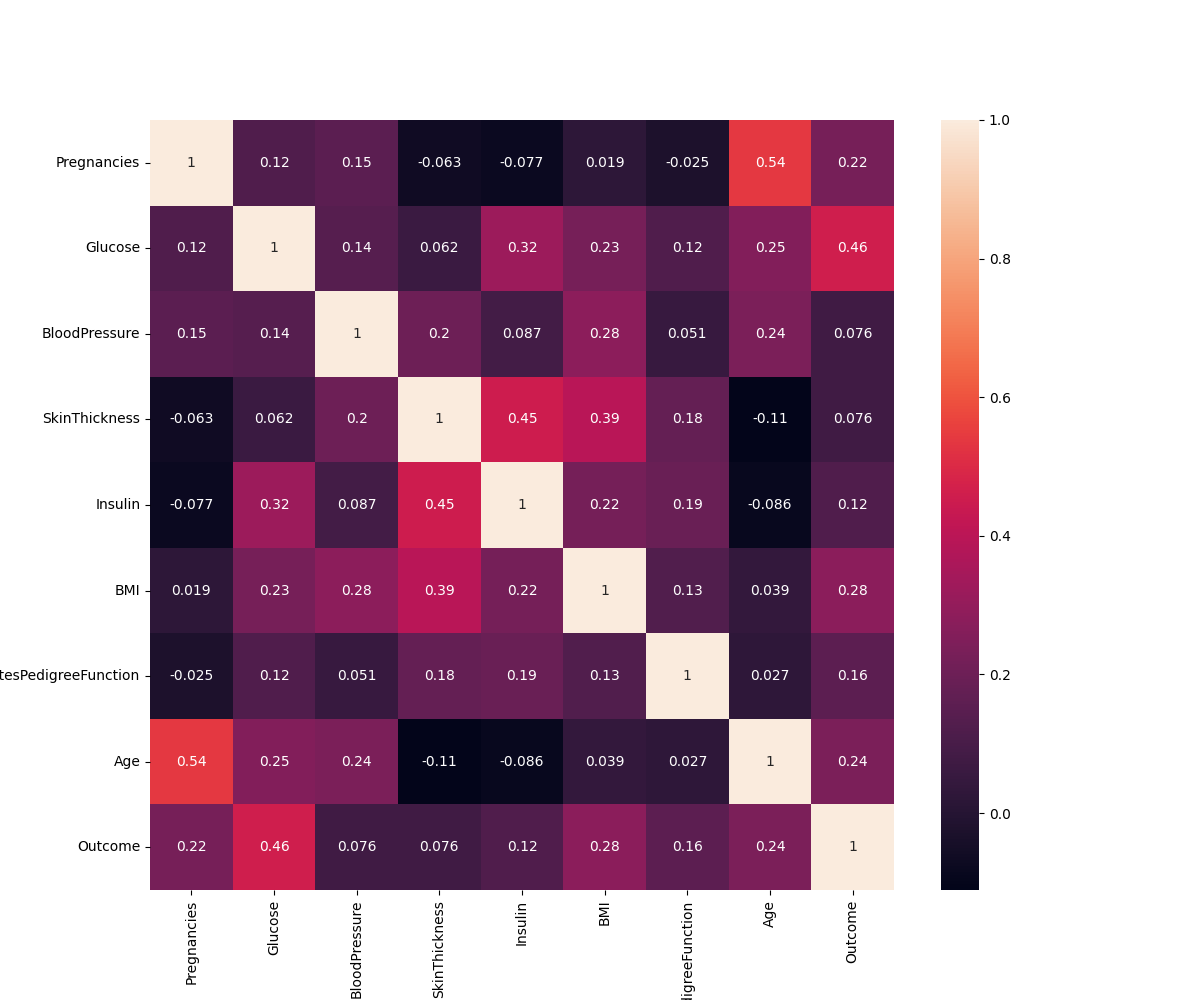 Pregnancies 1 0.12 0.15 -0.063 -0.077 0.019 -0.025 0.54 0.22
Glucose 0.12 1 0.14 0.062 0.32 0.23 0.12 0.25 0.46
BloodPressure 0.15 0.14 1 0.2 0.087 0.28 0.051 0.24 0.076
SkinThickness -0.063 0.062 0.2 1 0.45 0.39 0.18 -0.11 0.076
Insulin -0.077 0.32 0.087 0.45 1 0.22 0.19 -0.086 0.12
BMI 0.019 0.23 0.28 0.39 0.22 1 0.13 0.039 0.28
tesPedigreeFunction -0.025 0.12 0.051 0.18 0.19 0.13 1 0.027 0.16
Age 0.54 0.25 0.24 -0.11 -0.086 0.039 0.027 1 0.24
Outcome 0.22 0.46 0.076 0.076 0.12 0.28 0.16 0.24 1
Pregnancies
Glucose
BloodPressure
SkinThickness
Insulin
BMI
igreeFunction
Age
Outcome
1.0
0.8
0.6
0.4
0.2
0.0